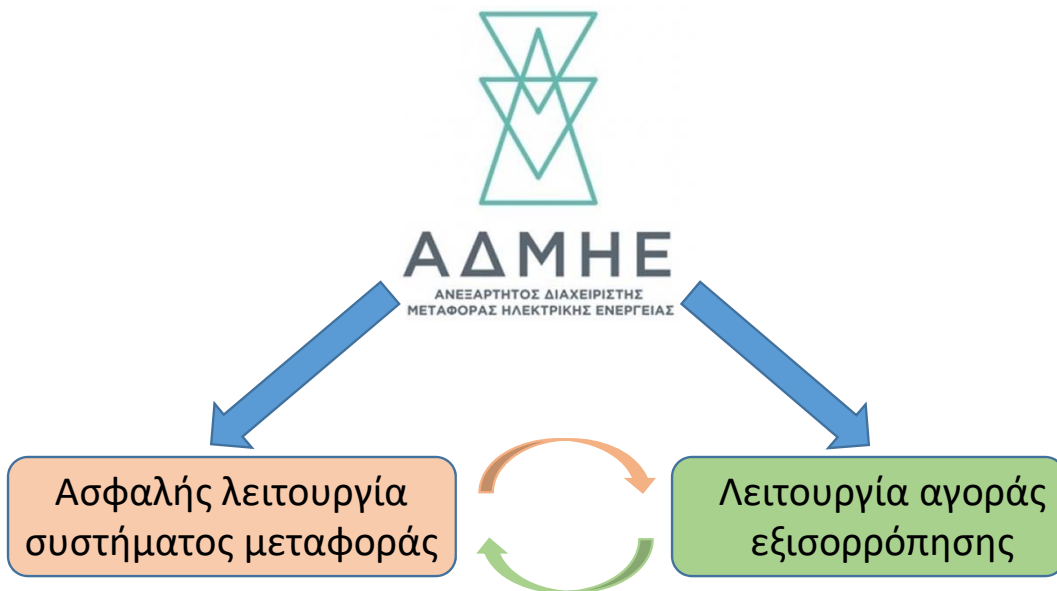 ΑΔΜΗΕ
ΑΝΕΞΑΡΤΗΤΟΣ ΔΙΑΧΕΙΡΙΣΤΗΣ
ΜΕΤΑΦΟΡΑΣ ΗΛΕΚΤΡΙΚΗΣ ΕΝΕΡΓΕΙΑΣ
Ασφαλής λειτουργία
συστήματος μεταφοράς
Λειτουργία αγοράς
εξισορρόπησης